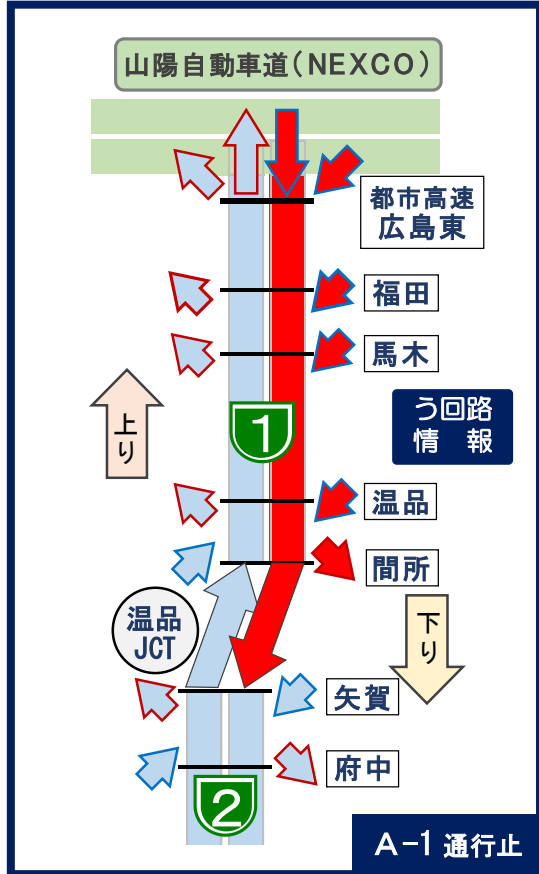 山陽自動車道(NEXCO)
都市高速
広島東
福田
馬木
上り
1
う回路
情 報
温品
間所
温品
JCT
下り
矢賀
府中
2
A-1 通行止